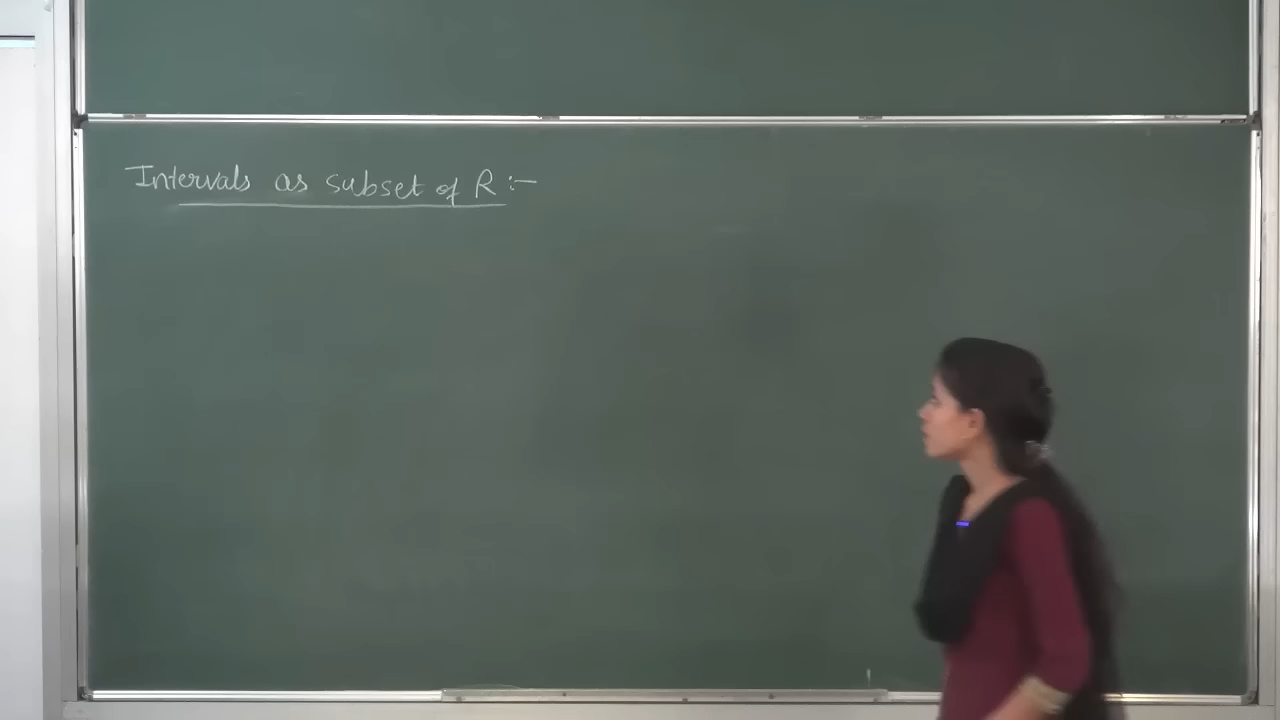 Intervals as subset of R :-